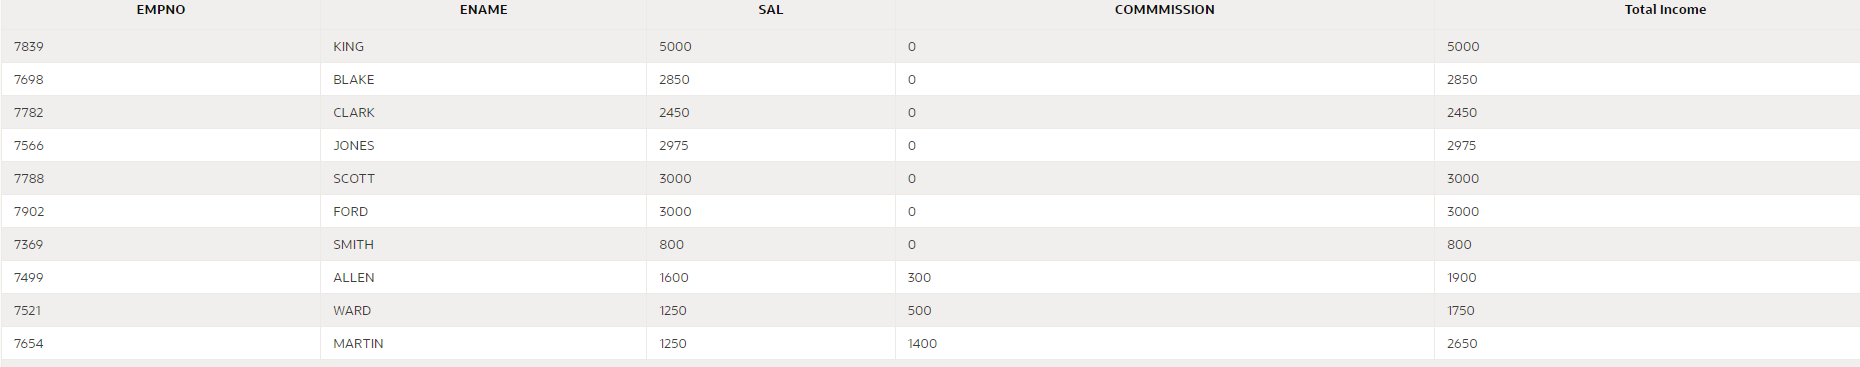 EMPNO ENAME SAL COMMMISSION Total Income
7839 KING 5000 0 5000
7698 BLAKE 2850 0 2850
7782 CLARK 2450 0 2450
7566 JONES 2975 0 2975
7788 SCOTT 3000 0 3000
7902 FORD 3000 0 3000
7369 SMITH 800 0 800
7499 ALLEN 1600 300 1900
7521 WARD 1250 500 1750
7654 MARTIN 1250 1400 2650